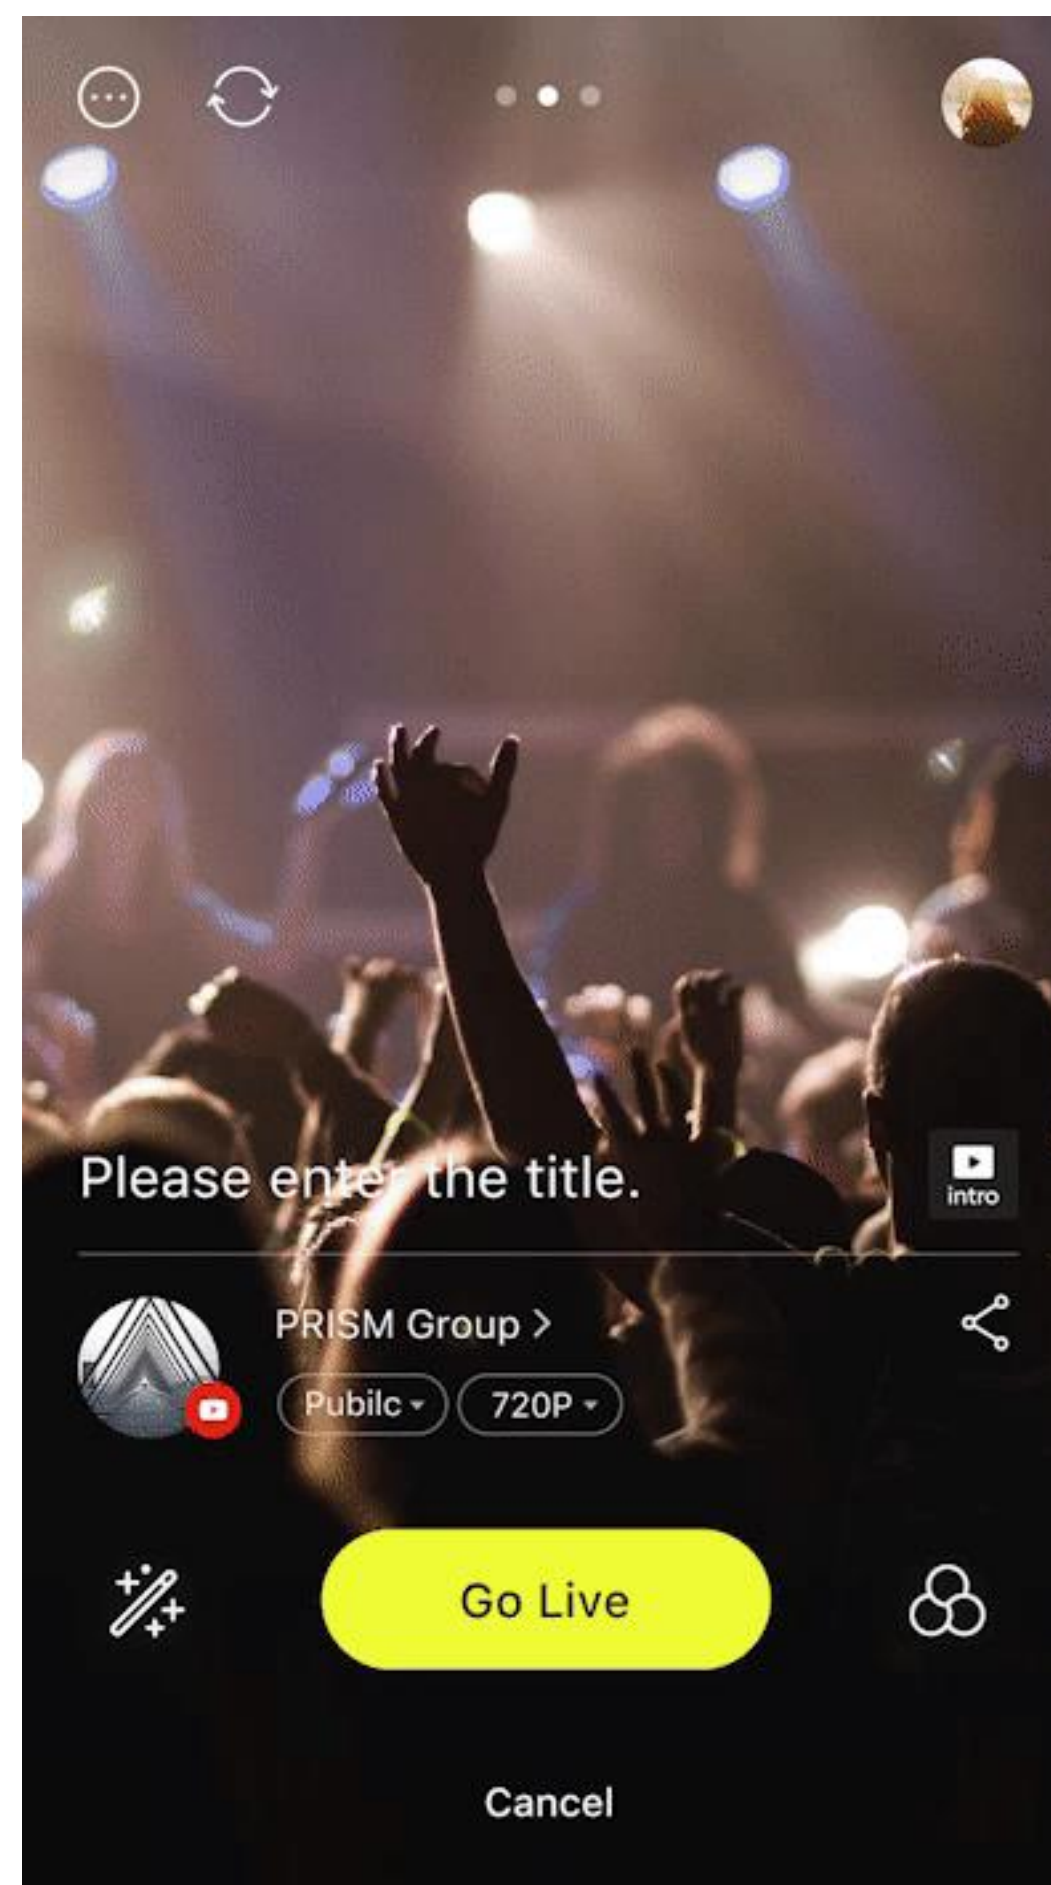 Please enter the title.
intro
PRISM Group >
Pubilc
720P
Go Live
Cancel